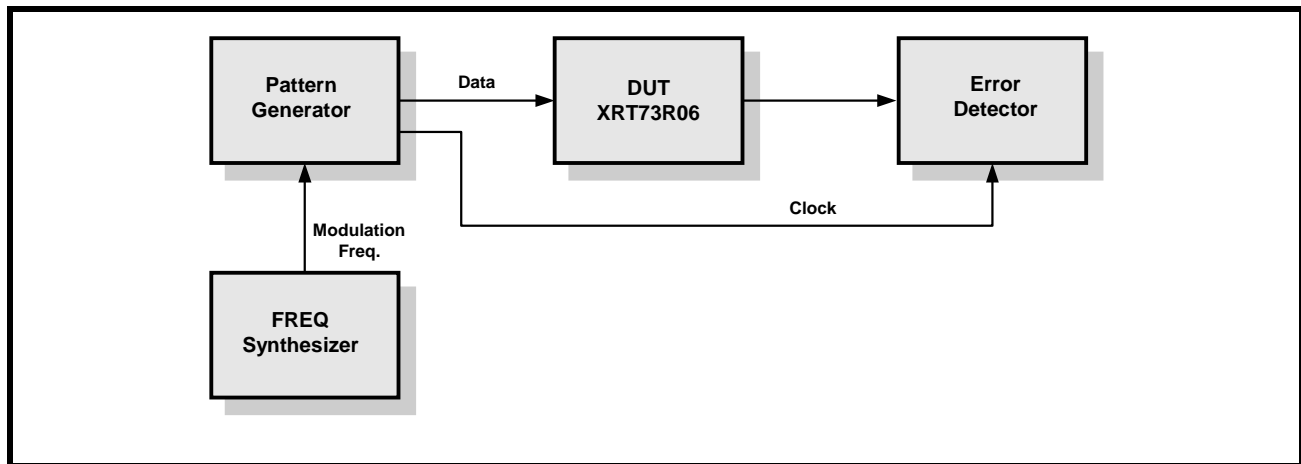 Pattern
Generator
Data
DUT
XRT73R06
Error
Detector
Clock
Modulation
Freq.
FREQ
Synthesizer